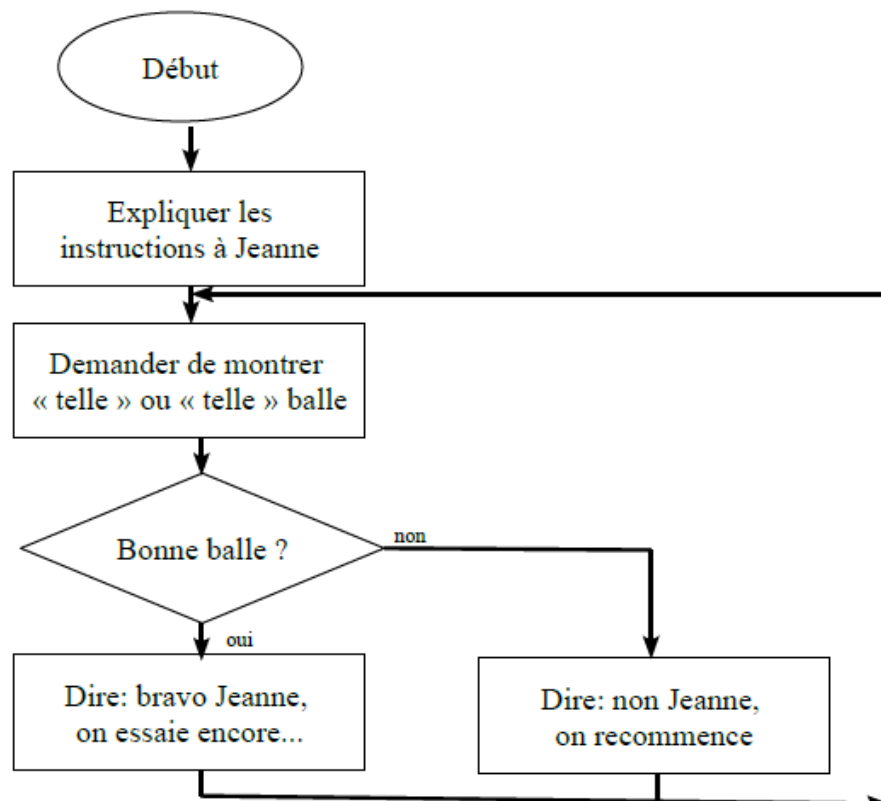 Début
Expliquer les
instructions à Jeanne
Demander de montrer
« telle » ou « telle » balle
Bonne balle ?
non
oui
Dire: bravo Jeanne,
on essaie encore...
Dire: non Jeanne,
on recommence